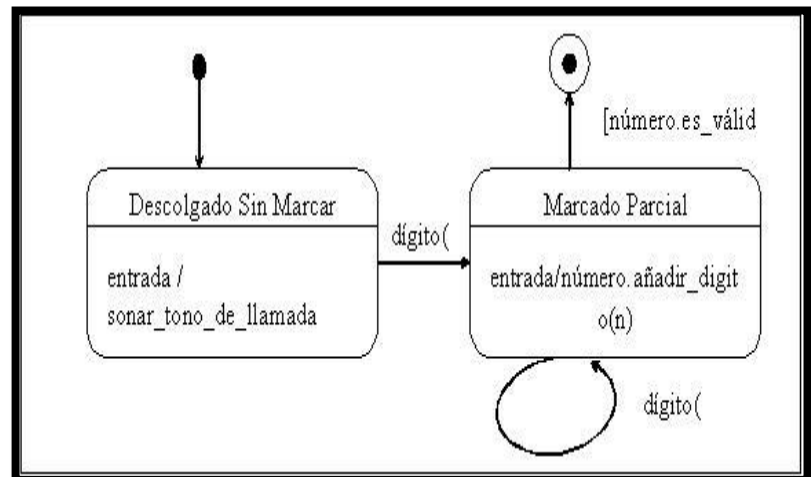 [número.es_válid
Descolgado Sin Marcar
entrada /
sonar_tono_de_llamada
dígito(
Marcado Parcial
entrada/número.añadir_digit
o(n)
dígito(